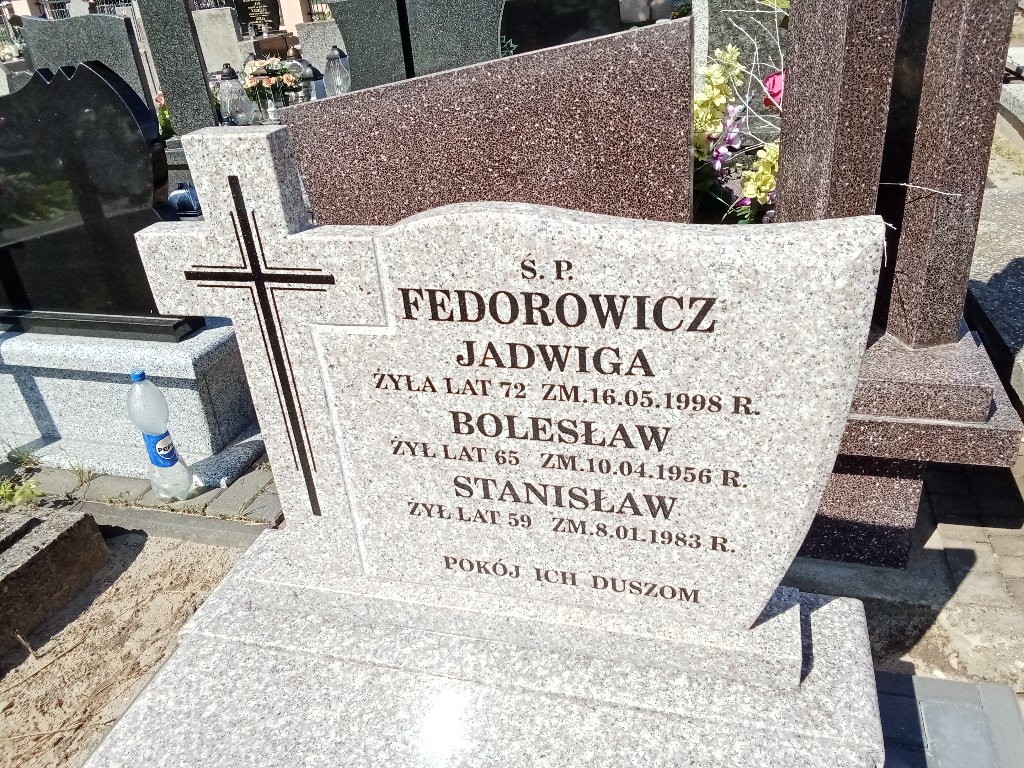 Ś. P.
FEDOROWICZ
JADWIGA
ŻYŁA LAT 72 ZM.16.05.1998 R.
BOLESŁAW
ŻYŁ LAT 65 ZM.10.04.1956 R.
STANISŁAW
ŻYŁ LAT 59 ZM.8.01.1983 R.
POKÓJ ICH DUSZOM
PEPSI